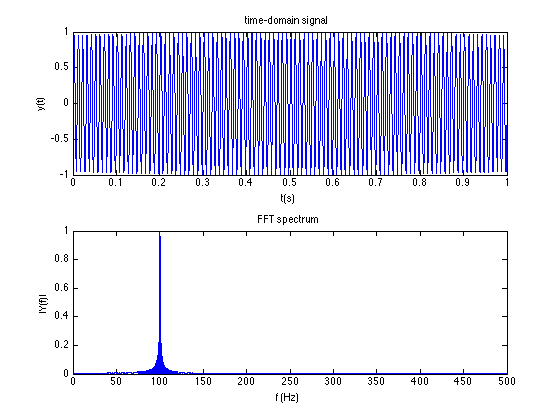 time-domain signal
1
0.5
0
-0.5
-1
y(t)
0 0.1 0.2 0.3 0.4 0.5 0.6 0.7 0.8 0.9 1
t(s)
FFT spectrum
1
0.8
0.6
0.4
0.2
0
|Y(f)|
0 50 100 150 200 250 300 350 400 450 500
f (Hz)